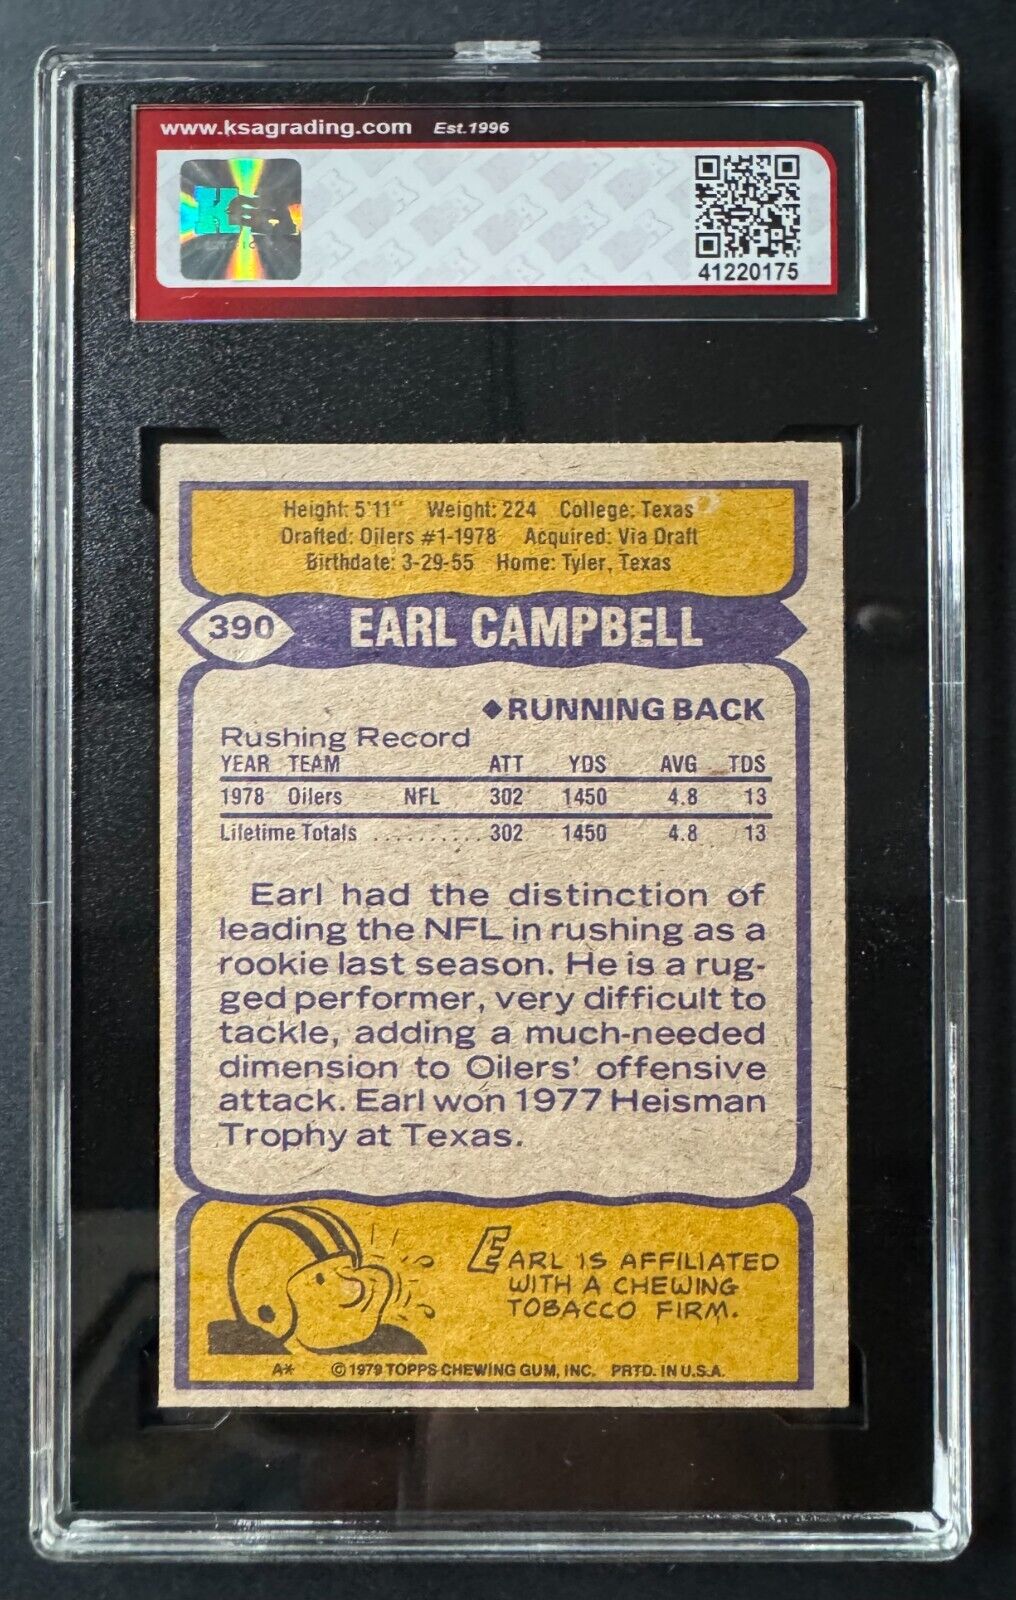 www.ksagrading.com Est.1996
KSA
41220175
Height: 5'11" Weight: 224 College: Texas
Drafted: Oilers #1-1978 Acquired: Via Draft
Birthdate: 3-29-55 Home: Tyler, Texas
390 EARL CAMPBELL
◆RUNNING BACK
Rushing Record
YEAR TEAM ATT YDS AVG TDS
1978 Oilers NFL 302 1450 4.8 13
Lifetime Totals .......... 302 1450 4.8 13
Earl had the distinction of
leading the NFL in rushing as a
rookie last season. He is a rug-
ged performer, very difficult to
tackle, adding a much-needed
dimension to Oilers' offensive
attack. Earl won 1977 Heisman
Trophy at Texas.
EARL IS AFFILIATED
WITH A CHEWING
TOBACCO FIRM.
A* © 1979 TOPPS CHEWING GUM, INC. PRTD. IN U.S.A.